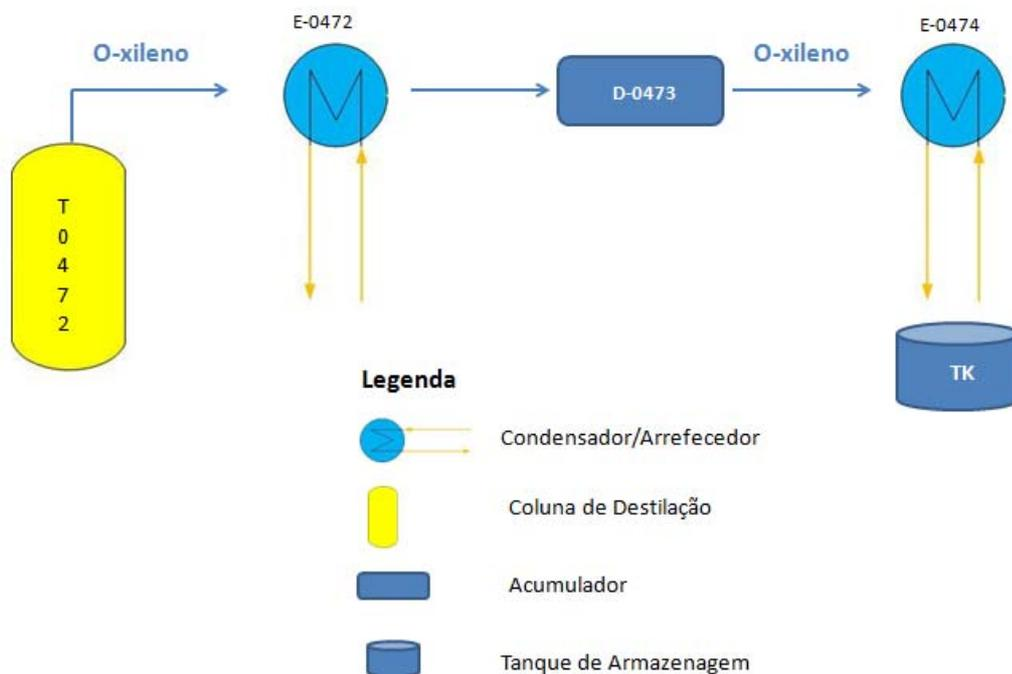 E-0472
E-0474
O-xileno
O-xileno
D-0473
T
0
4
7
2
TK
Legenda
Condensador/Arrefecedor
Coluna de Destilação
Acumulador
Tanque de Armazenagem